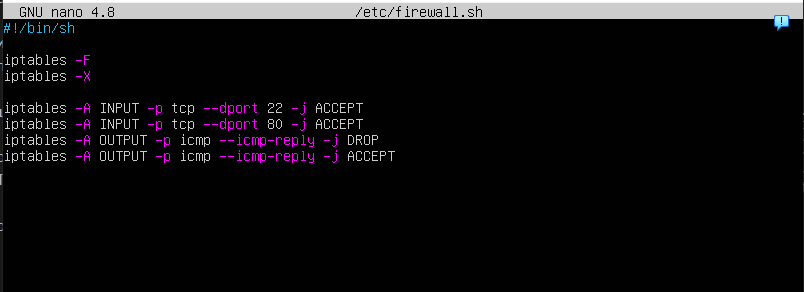 GNU nano 4.8 /etc/firewall.sh
#!/bin/sh
iptables -F
iptables -X
iptables -A INPUT -p tcp --dport 22 -j ACCEPT
iptables -A INPUT -p tcp --dport 80 -j ACCEPT
iptables -A OUTPUT -p icmp --icmp-reply -j DROP
iptables -A OUTPUT -p icmp --icmp-reply -j ACCEPT